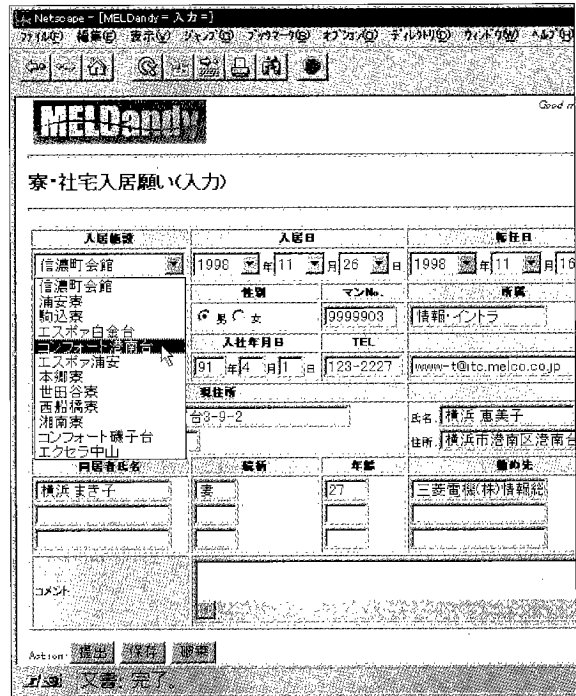 Netscape - [MELDandy = 入力 =]
ファイル(F) 編集(E) 表示(V) ジャンプ(G) ブックマーク(B) オプション(O) ディレクトリ(D) ウィンドウ(W) ヘルプ(H)
Good m
MELDandy
寮・社宅入居願い(入力)
入居施設 入居日 転任日
信濃町会館 1998 年 11 月 26 日 1998 年 11 月 16
信濃町会館
浦安寮
駒込寮
エスポァ白金台
コンフォート港南台
エスポァ浦安
本郷寮
世田谷寮
西船橋寮
湘南寮
コンフォート磯子台
エクセラ中山
性別 マンNo. 所属
男 女 9999903 情報・イントラ
入社年月日 TEL
91 年 4 月 1 日 123-2227 www-t@itc.melco.co.jp
現住所
台3-9-2 氏名 横浜 恵美子
住所 横浜市港南区港南台
同居者氏名 続柄 年齢 勤め先
横浜 まき子 妻 27 三菱電機(株)情報総
コメント
Action: 提出 保存 破棄
文書: 完了